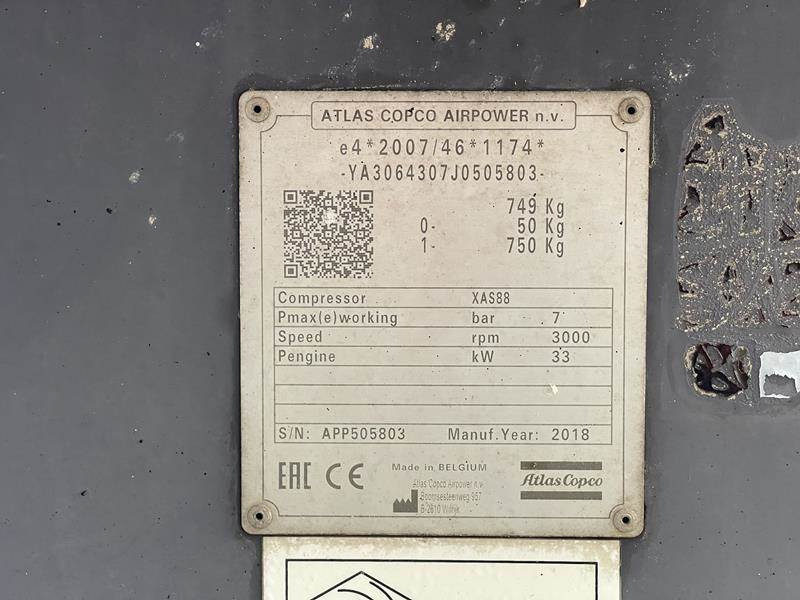 ATLAS COPCO AIRPOWER n.v.
e4*2007/46*1174*
-YA3064307J0505803-
749 Kg
0- 50 Kg
1- 750 Kg
Compressor XAS88
Pmax(e)working bar 7
Speed rpm 3000
Pengine kW 33
S/N: APP505803 Manuf.Year: 2018
EAC CE Made in BELGIUM
Atlas Copco Airpower n.v.
Boomsesteenweg 957
B-2610 Wilrijk
Atlas Copco